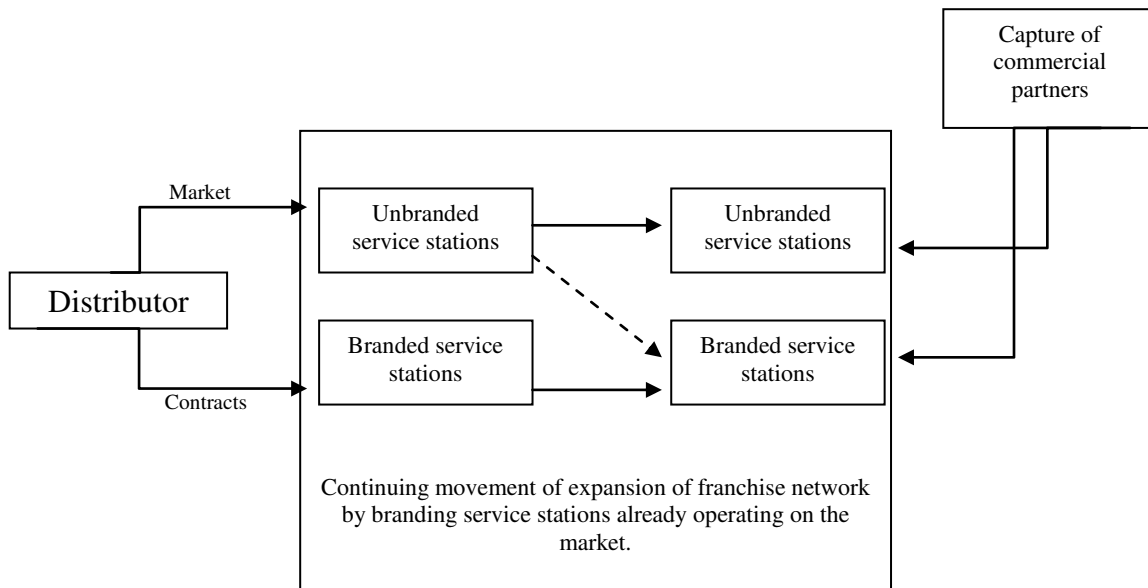 Capture of
commercial
partners
Market
Unbranded
service stations
Unbranded
service stations
Distributor
Branded service
stations
Branded service
stations
Contracts
Continuing movement of expansion of franchise network
by branding service stations already operating on the
market.